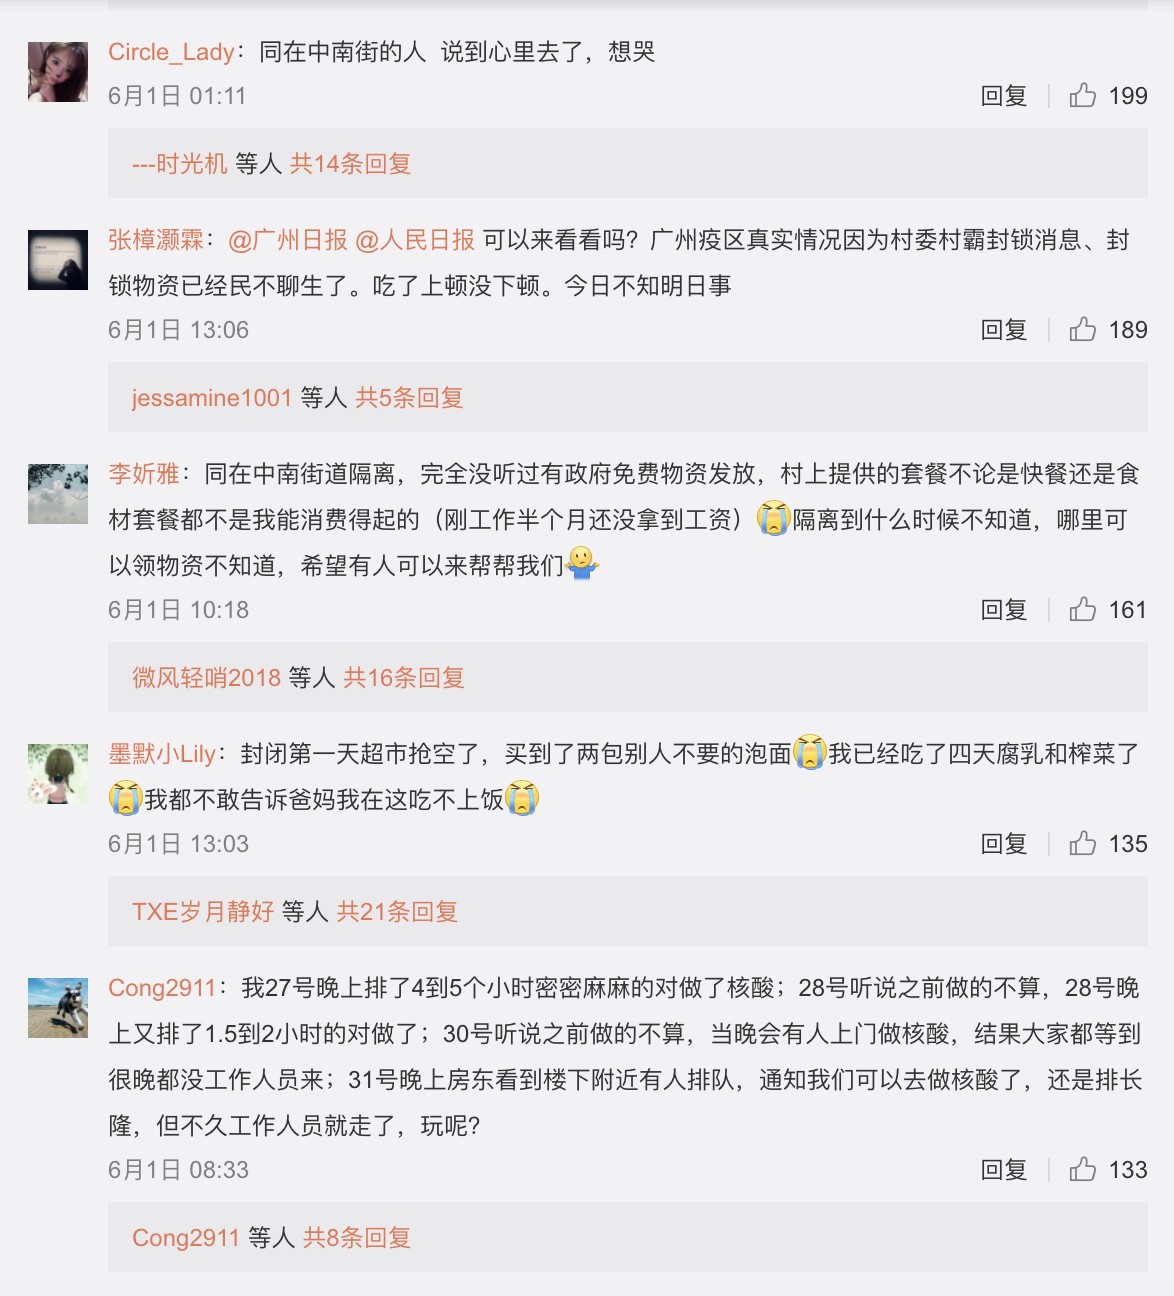 Circle_Lady：同在中南街的人 说到心里去了，想哭
6月1日 01:11 回复 199
---时光机 等人 共14条回复
张樟灏霖：@广州日报 @人民日报 可以来看看吗？广州疫区真实情况因为村委村霸封锁消息、封
锁物资已经民不聊生了。吃了上顿没下顿。今日不知明日事
6月1日 13:06 回复 189
jessamine1001 等人 共5条回复
李妡雅：同在中南街道隔离，完全没听过有政府免费物资发放，村上提供的套餐不论是快餐还是食
材套餐都不是我能消费得起的（刚工作半个月还没拿到工资）😭隔离到什么时候不知道，哪里可
以领物资不知道，希望有人可以来帮帮我们🤷
6月1日 10:18 回复 161
微风轻哨2018 等人 共16条回复
墨默小Lily：封闭第一天超市抢空了，买到了两包别人不要的泡面😭我已经吃了四天腐乳和榨菜了
😭我都不敢告诉爸妈我在这吃不上饭😭
6月1日 13:03 回复 135
TXE岁月静好 等人 共21条回复
Cong2911：我27号晚上排了4到5个小时密密麻麻的对做了核酸；28号听说之前做的不算，28号晚
上又排了1.5到2小时的对做了；30号听说之前做的不算，当晚会有人上门做核酸，结果大家都等到
很晚都没工作人员来；31号晚上房东看到楼下附近有人排队，通知我们可以去做核酸了，还是排长
隆，但不久工作人员就走了，玩呢?
6月1日 08:33 回复 133
Cong2911 等人 共8条回复